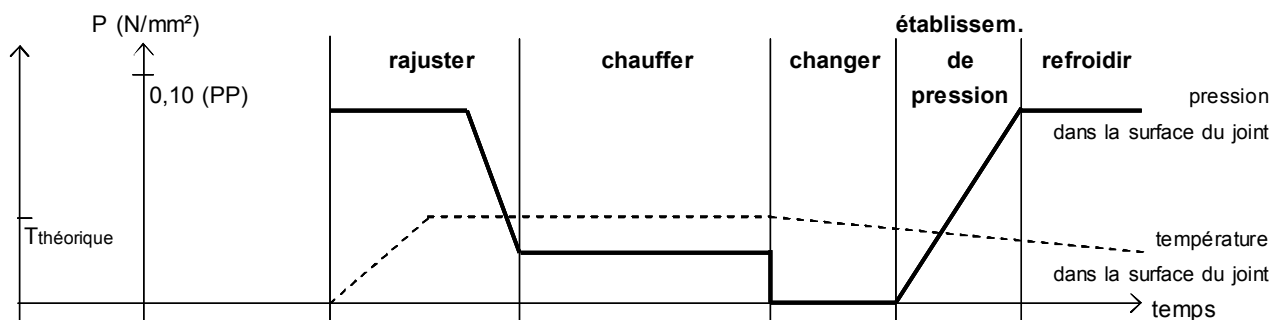 P (N/mm²)
0,10 (PP)
Tthéorique
rajuster
chauffer
changer
établissem.
de
pression
refroidir
pression
dans la surface du joint
température
dans la surface du joint
temps